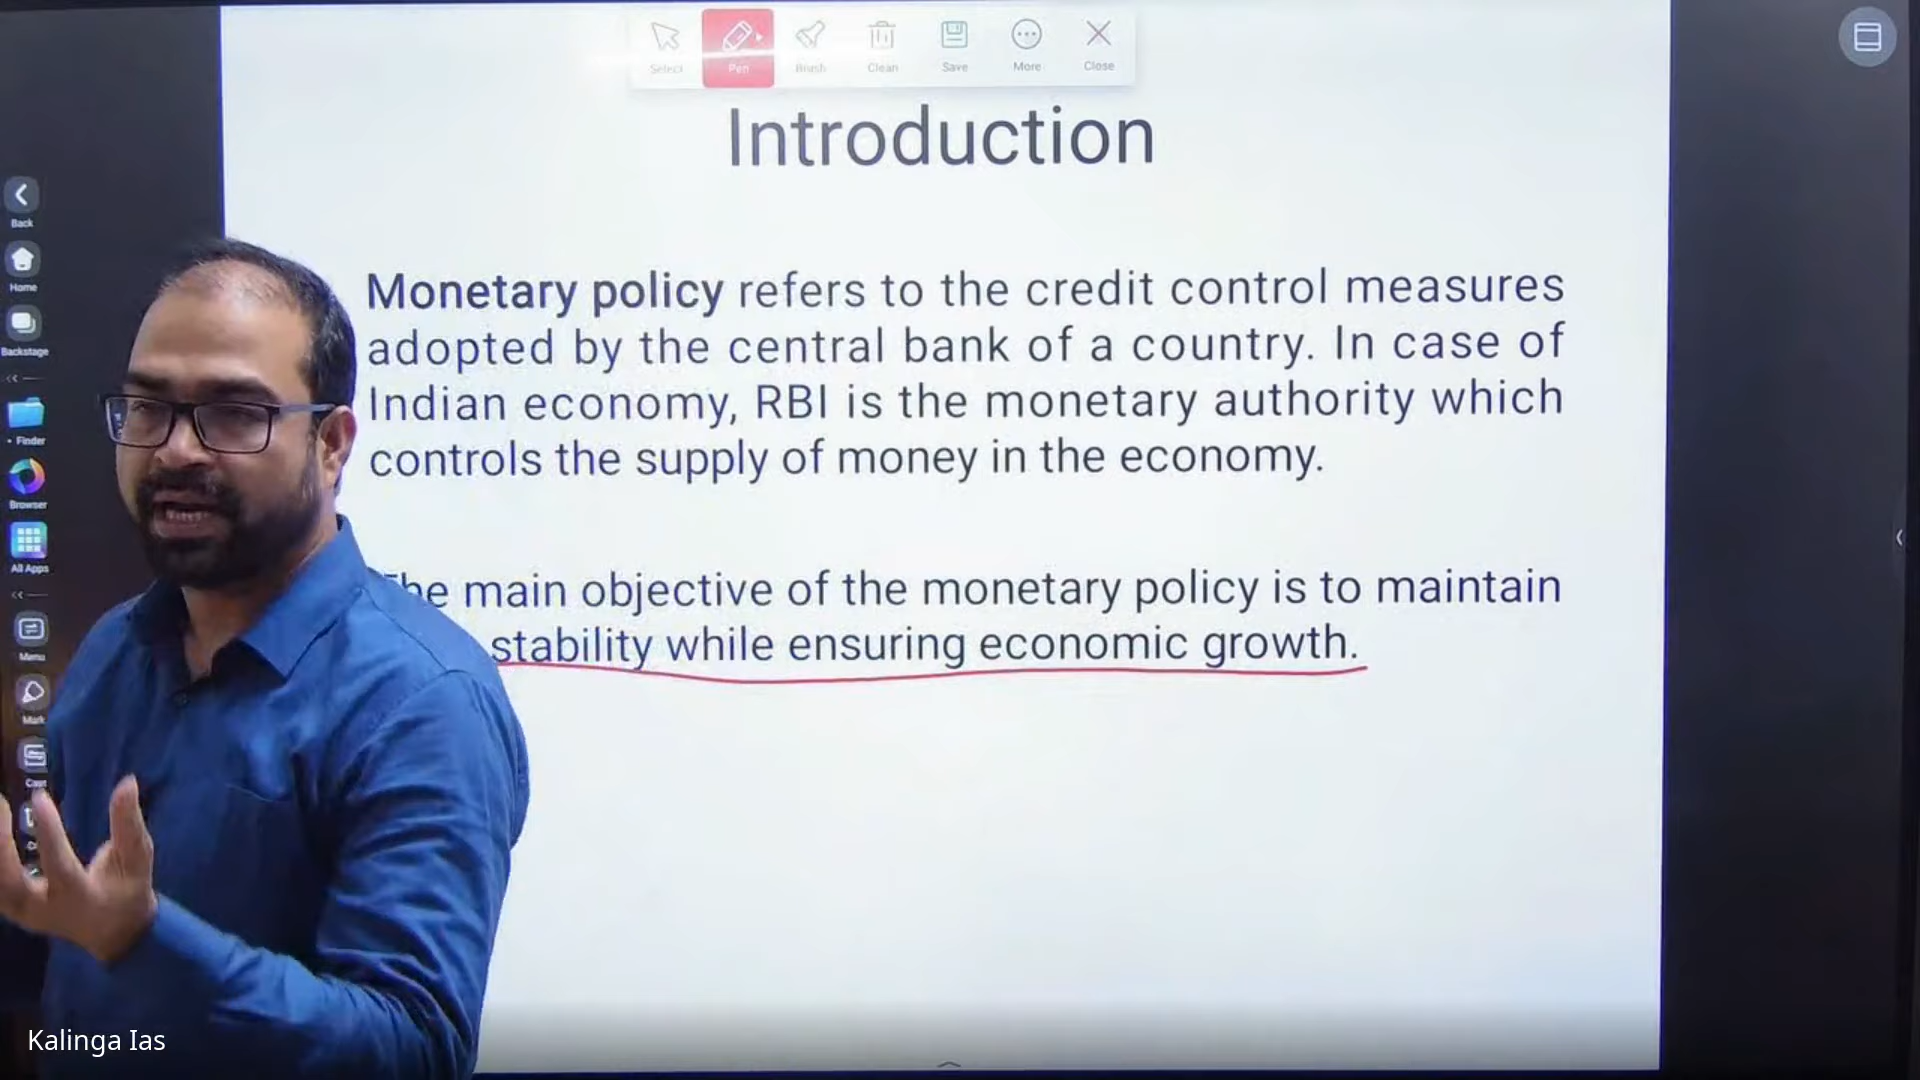 Select
Pen
Brush
Clean
Save
More
Close
Introduction
Back
Home
Backstage
Finder
Browser
All Apps
Menu
Mark
Monetary policy refers to the credit control measures
adopted by the central bank of a country. In case of
Indian economy, RBI is the monetary authority which
controls the supply of money in the economy.
main objective of the monetary policy is to maintain
stability while ensuring economic growth.
Kalinga Ias